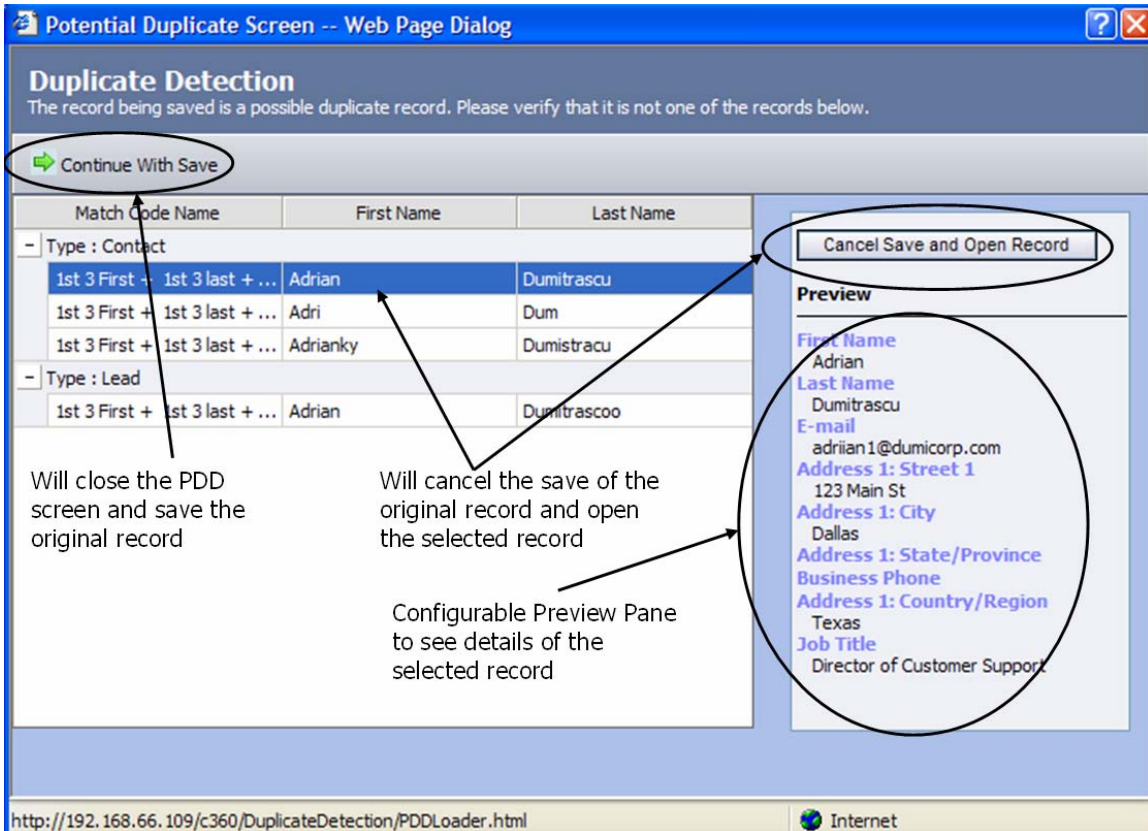 Potential Duplicate Screen -- Web Page Dialog
Duplicate Detection
The record being saved is a possible duplicate record. Please verify that it is not one of the records below.
Continue With Save
Match Code Name First Name Last Name
Type : Contact
1st 3 First + 1st 3 last + ... Adrian Dumitrascu
1st 3 First + 1st 3 last + ... Adri Dum
1st 3 First + 1st 3 last + ... Adrianky Dumistracu
Type : Lead
1st 3 First + 1st 3 last + ... Adrian Dumitrascoo
Will close the PDD
screen and save the
original record
Will cancel the save of the
original record and open
the selected record
Configurable Preview Pane
to see details of the
selected record
Cancel Save and Open Record
Preview
First Name
Adrian
Last Name
Dumitrascu
E-mail
adriian1@dumicorp.com
Address 1: Street 1
123 Main St
Address 1: City
Dallas
Address 1: State/Province
Business Phone
Address 1: Country/Region
Texas
Job Title
Director of Customer Support
http://192.168.66.109/c360/DuplicateDetection/PDDLoader.html
Internet